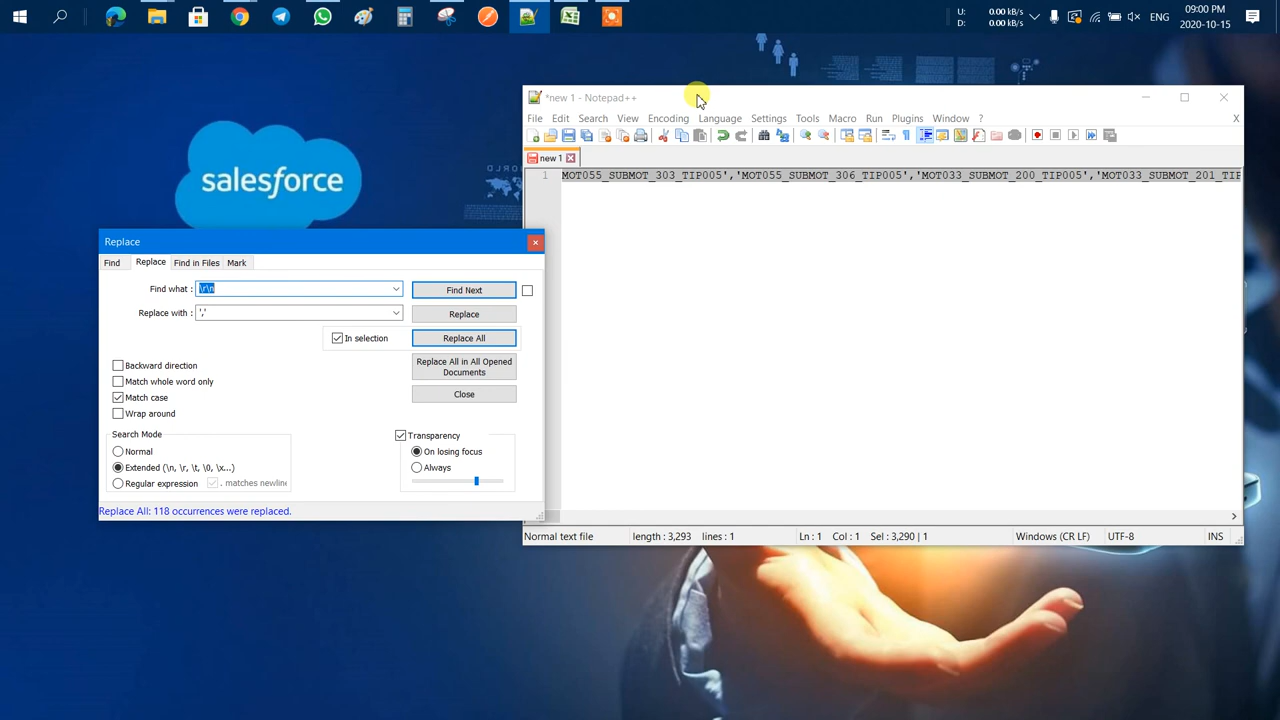 U: 0.00 kB/s
D: 0.00 kB/s
ENG
09:00 PM
2020-10-15
salesforce
*new 1 - Notepad++
File Edit Search View Encoding Language Settings Tools Macro Run Plugins Window ? X
new 1
1 MOT055_SUBMOT_303_TIP005','MOT055_SUBMOT_306_TIP005','MOT033_SUBMOT_200_TIP005','MOT033_SUBMOT_201_TIP
Normal text file length : 3,293 lines : 1 Ln : 1 Col : 1 Sel : 3,290 | 1 Windows (CR LF) UTF-8 INS
Replace
Find Replace Find in Files Mark
Find what : \r\n Find Next
Replace with : ',' Replace
In selection Replace All
Replace All in All Opened
Documents
Close
Backward direction
Match whole word only
Match case
Wrap around
Search Mode
Normal
Extended (\n, \r, \t, \0, \x...)
Regular expression . matches newline
Transparency
On losing focus
Always
Replace All: 118 occurrences were replaced.